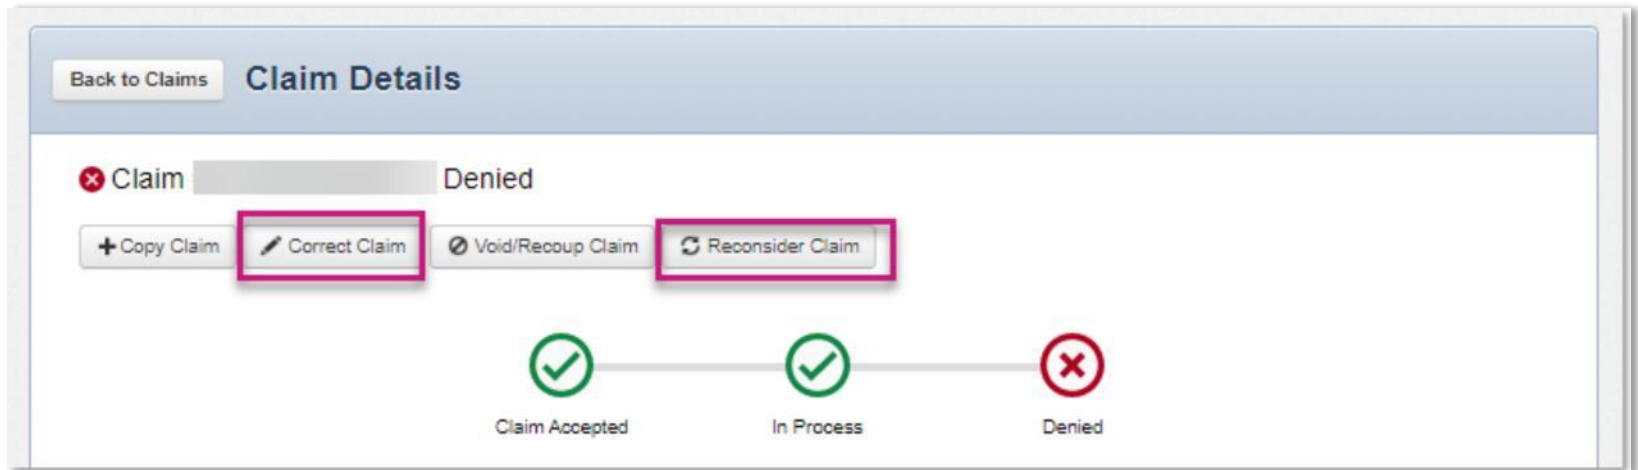 Back to Claims Claim Details
Claim Denied
Copy Claim Correct Claim Void/Recoup Claim Reconsider Claim
Claim Accepted In Process Denied